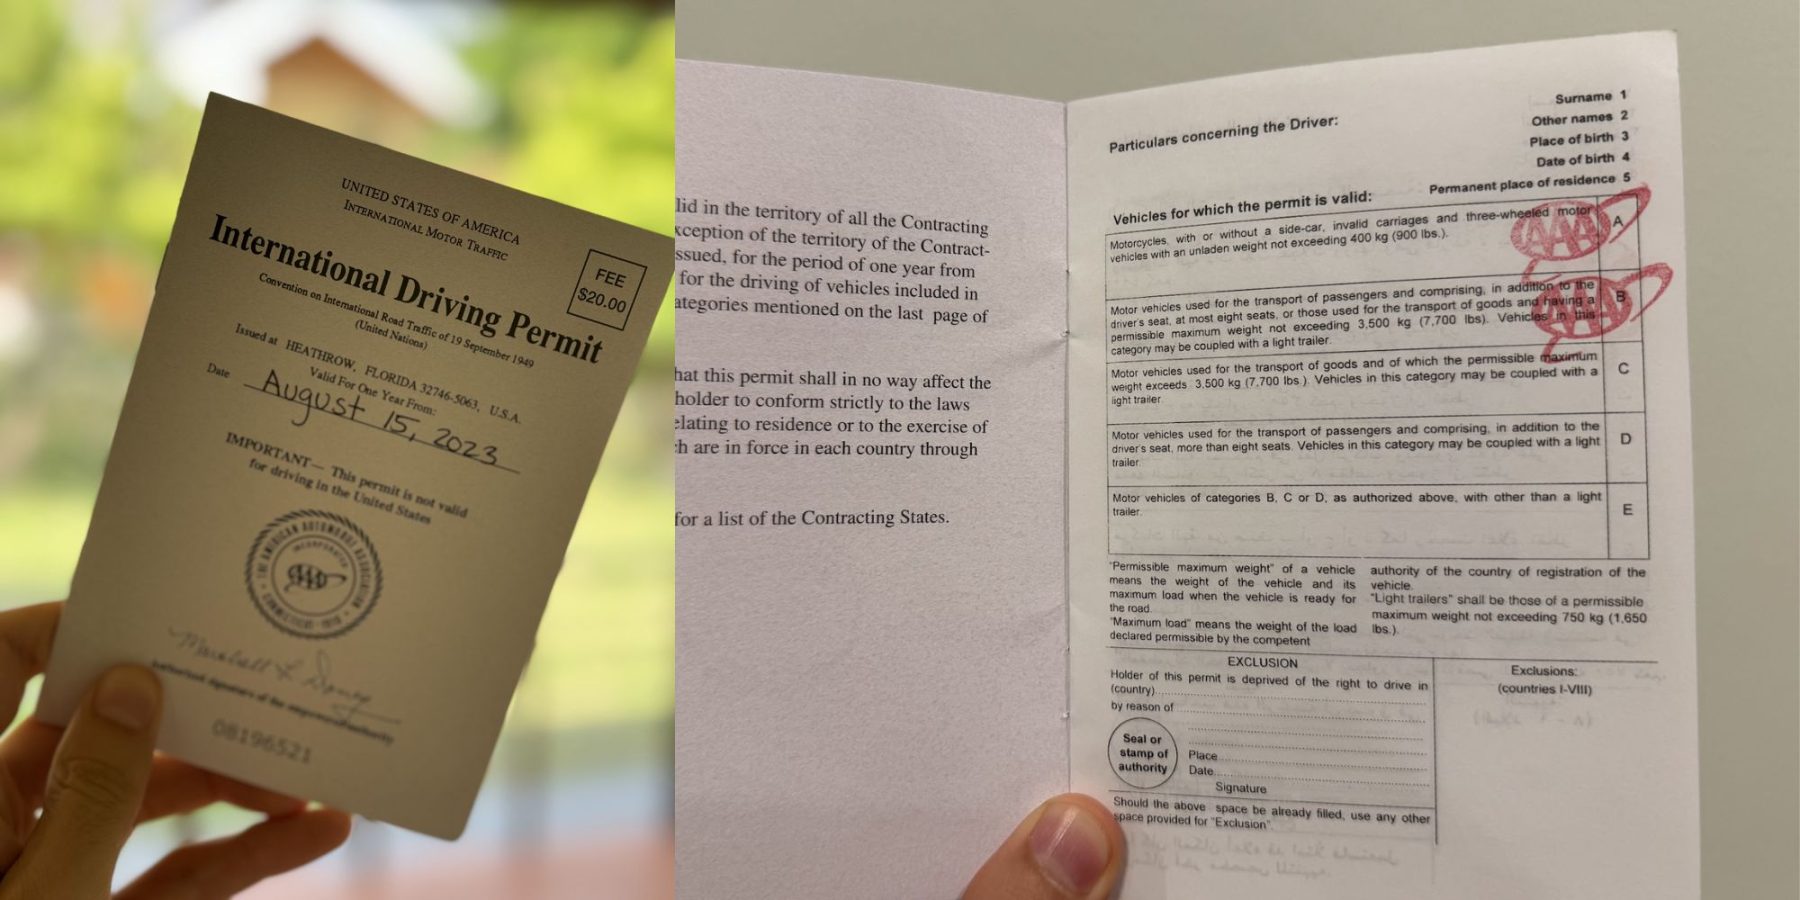 UNITED STATES OF AMERICA
INTERNATIONAL MOTOR TRAFFIC
International Driving Permit
FEE
$20.00
Convention on International Road Traffic of 19 September 1949
(United Nations)
Issued at HEATHROW, FLORIDA 32746-5063, U.S.A.
Valid For One Year From:
Date August 15, 2023
IMPORTANT— This permit is not valid
for driving in the United States
THE AMERICAN AUTOMOBILE ASSOCIATION
INCORPORATED
AAA
CONNECTICUT 1910
Authorized signature of the empowered authority
08196521
lid in the territory of all the Contracting
xception of the territory of the Contract-
ssued, for the period of one year from
for the driving of vehicles included in
ategories mentioned on the last page of
hat this permit shall in no way affect the
holder to conform strictly to the laws
elating to residence or to the exercise of
h are in force in each country through
for a list of the Contracting States.
Particulars concerning the Driver:
Surname 1
Other names 2
Place of birth 3
Date of birth 4
Permanent place of residence 5
Vehicles for which the permit is valid:
Motorcycles, with or without a side-car, invalid carriages and three-wheeled motor
vehicles with an unladen weight not exceeding 400 kg (900 lbs.).
A
AAA
Motor vehicles used for the transport of passengers and comprising, in addition to the
driver's seat, at most eight seats, or those used for the transport of goods and having a
permissible maximum weight not exceeding 3,500 kg (7,700 lbs). Vehicles in this
category may be coupled with a light trailer.
B
AAA
Motor vehicles used for the transport of goods and of which the permissible maximum
weight exceeds 3,500 kg (7,700 lbs.). Vehicles in this category may be coupled with a
light trailer.
C
Motor vehicles used for the transport of passengers and comprising, in addition to the
driver's seat, more than eight seats. Vehicles in this category may be coupled with a light
trailer.
D
Motor vehicles of categories B, C or D, as authorized above, with other than a light
trailer.
E
"Permissible maximum weight" of a vehicle
means the weight of the vehicle and its
maximum load when the vehicle is ready for
the road.
"Maximum load" means the weight of the load
declared permissible by the competent
authority of the country of registration of the
vehicle.
"Light trailers" shall be those of a permissible
maximum weight not exceeding 750 kg (1,650
lbs.).
EXCLUSION
Holder of this permit is deprived of the right to drive in
(country)
by reason of
Seal or
stamp of
authority
Place
Date
Signature
Should the above space be already filled, use any other
space provided for "Exclusion".
Exclusions:
(countries I-VIII)